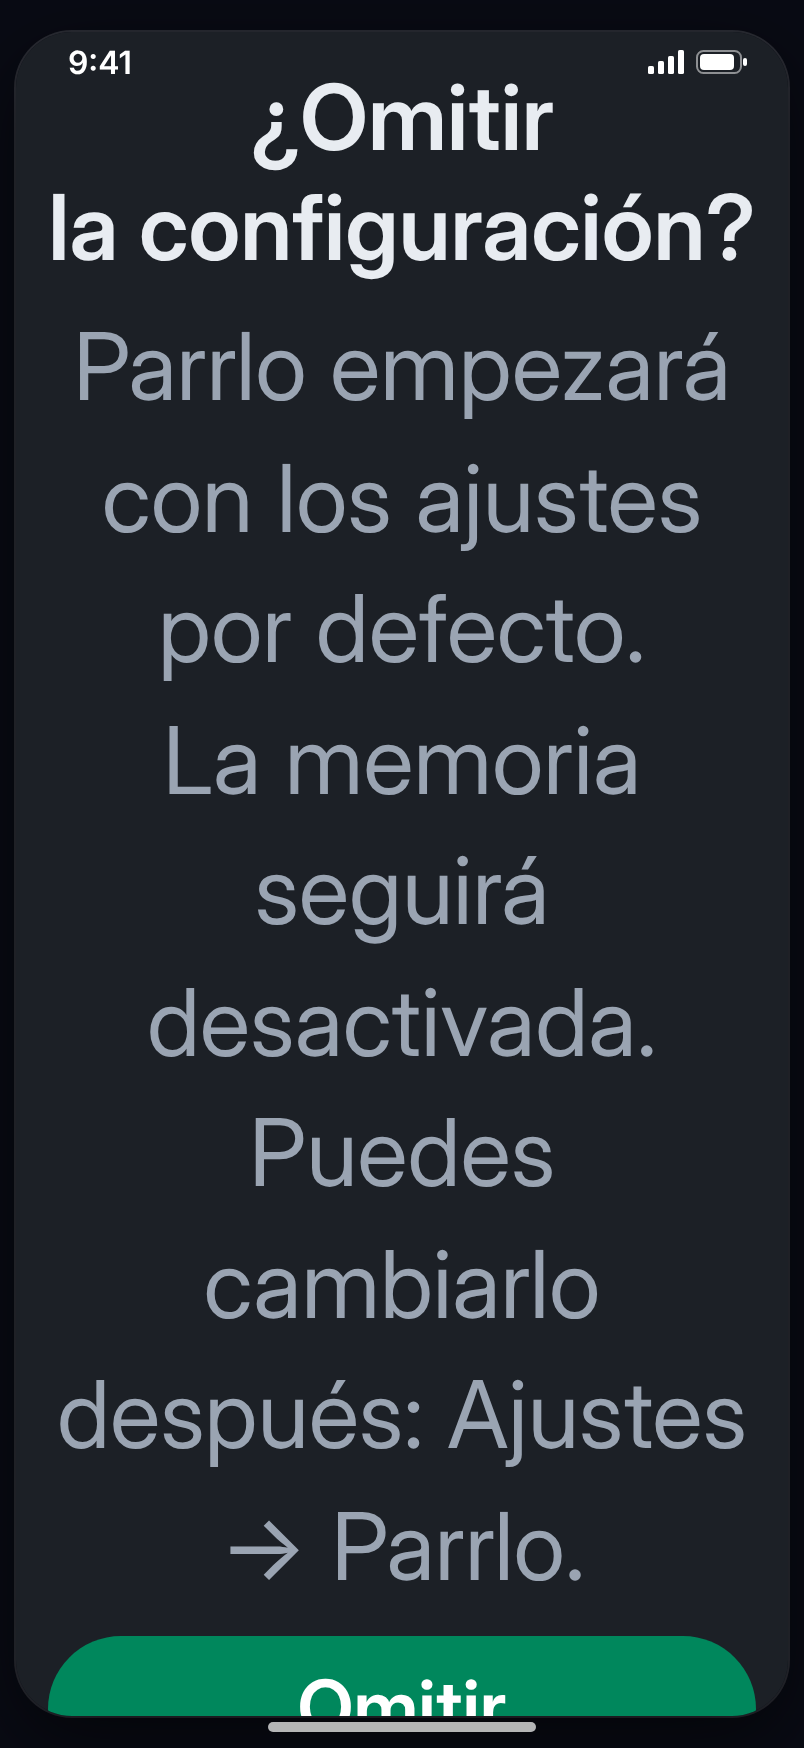 9:41
¿Omitir
la configuración?
Parrlo empezará
con los ajustes
por defecto.
La memoria
seguirá
desactivada.
Puedes
cambiarlo
después: Ajustes
→ Parrlo.
Omitir